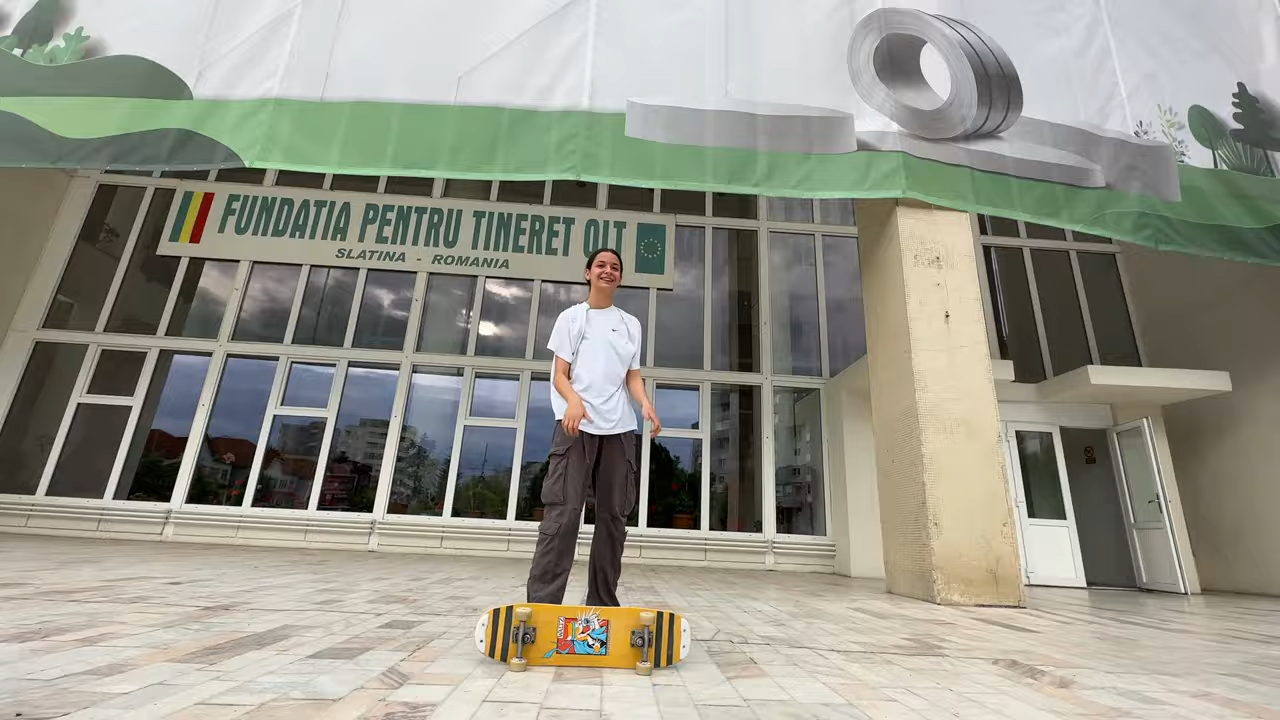 FUNDATIA PENTRU TINERET OLT
SLATINA - ROMANIA